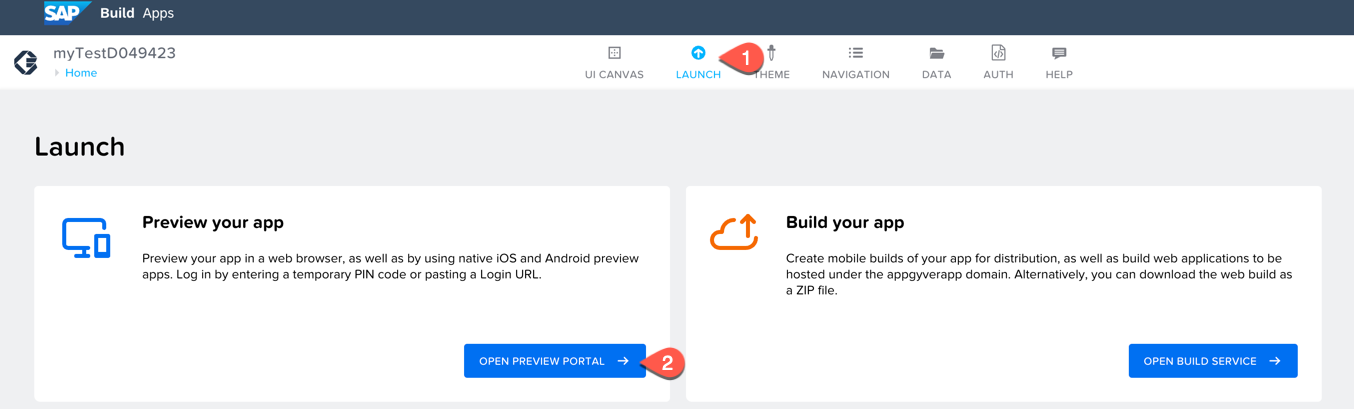 SAP Build Apps
myTestD049423
Home
UI CANVAS
LAUNCH
1
THEME
NAVIGATION
DATA
AUTH
HELP
Launch
Preview your app
Preview your app in a web browser, as well as by using native iOS and Android preview
apps. Log in by entering a temporary PIN code or pasting a Login URL.
OPEN PREVIEW PORTAL
2
Build your app
Create mobile builds of your app for distribution, as well as build web applications to be
hosted under the appgyverapp domain. Alternatively, you can download the web build as
a ZIP file.
OPEN BUILD SERVICE